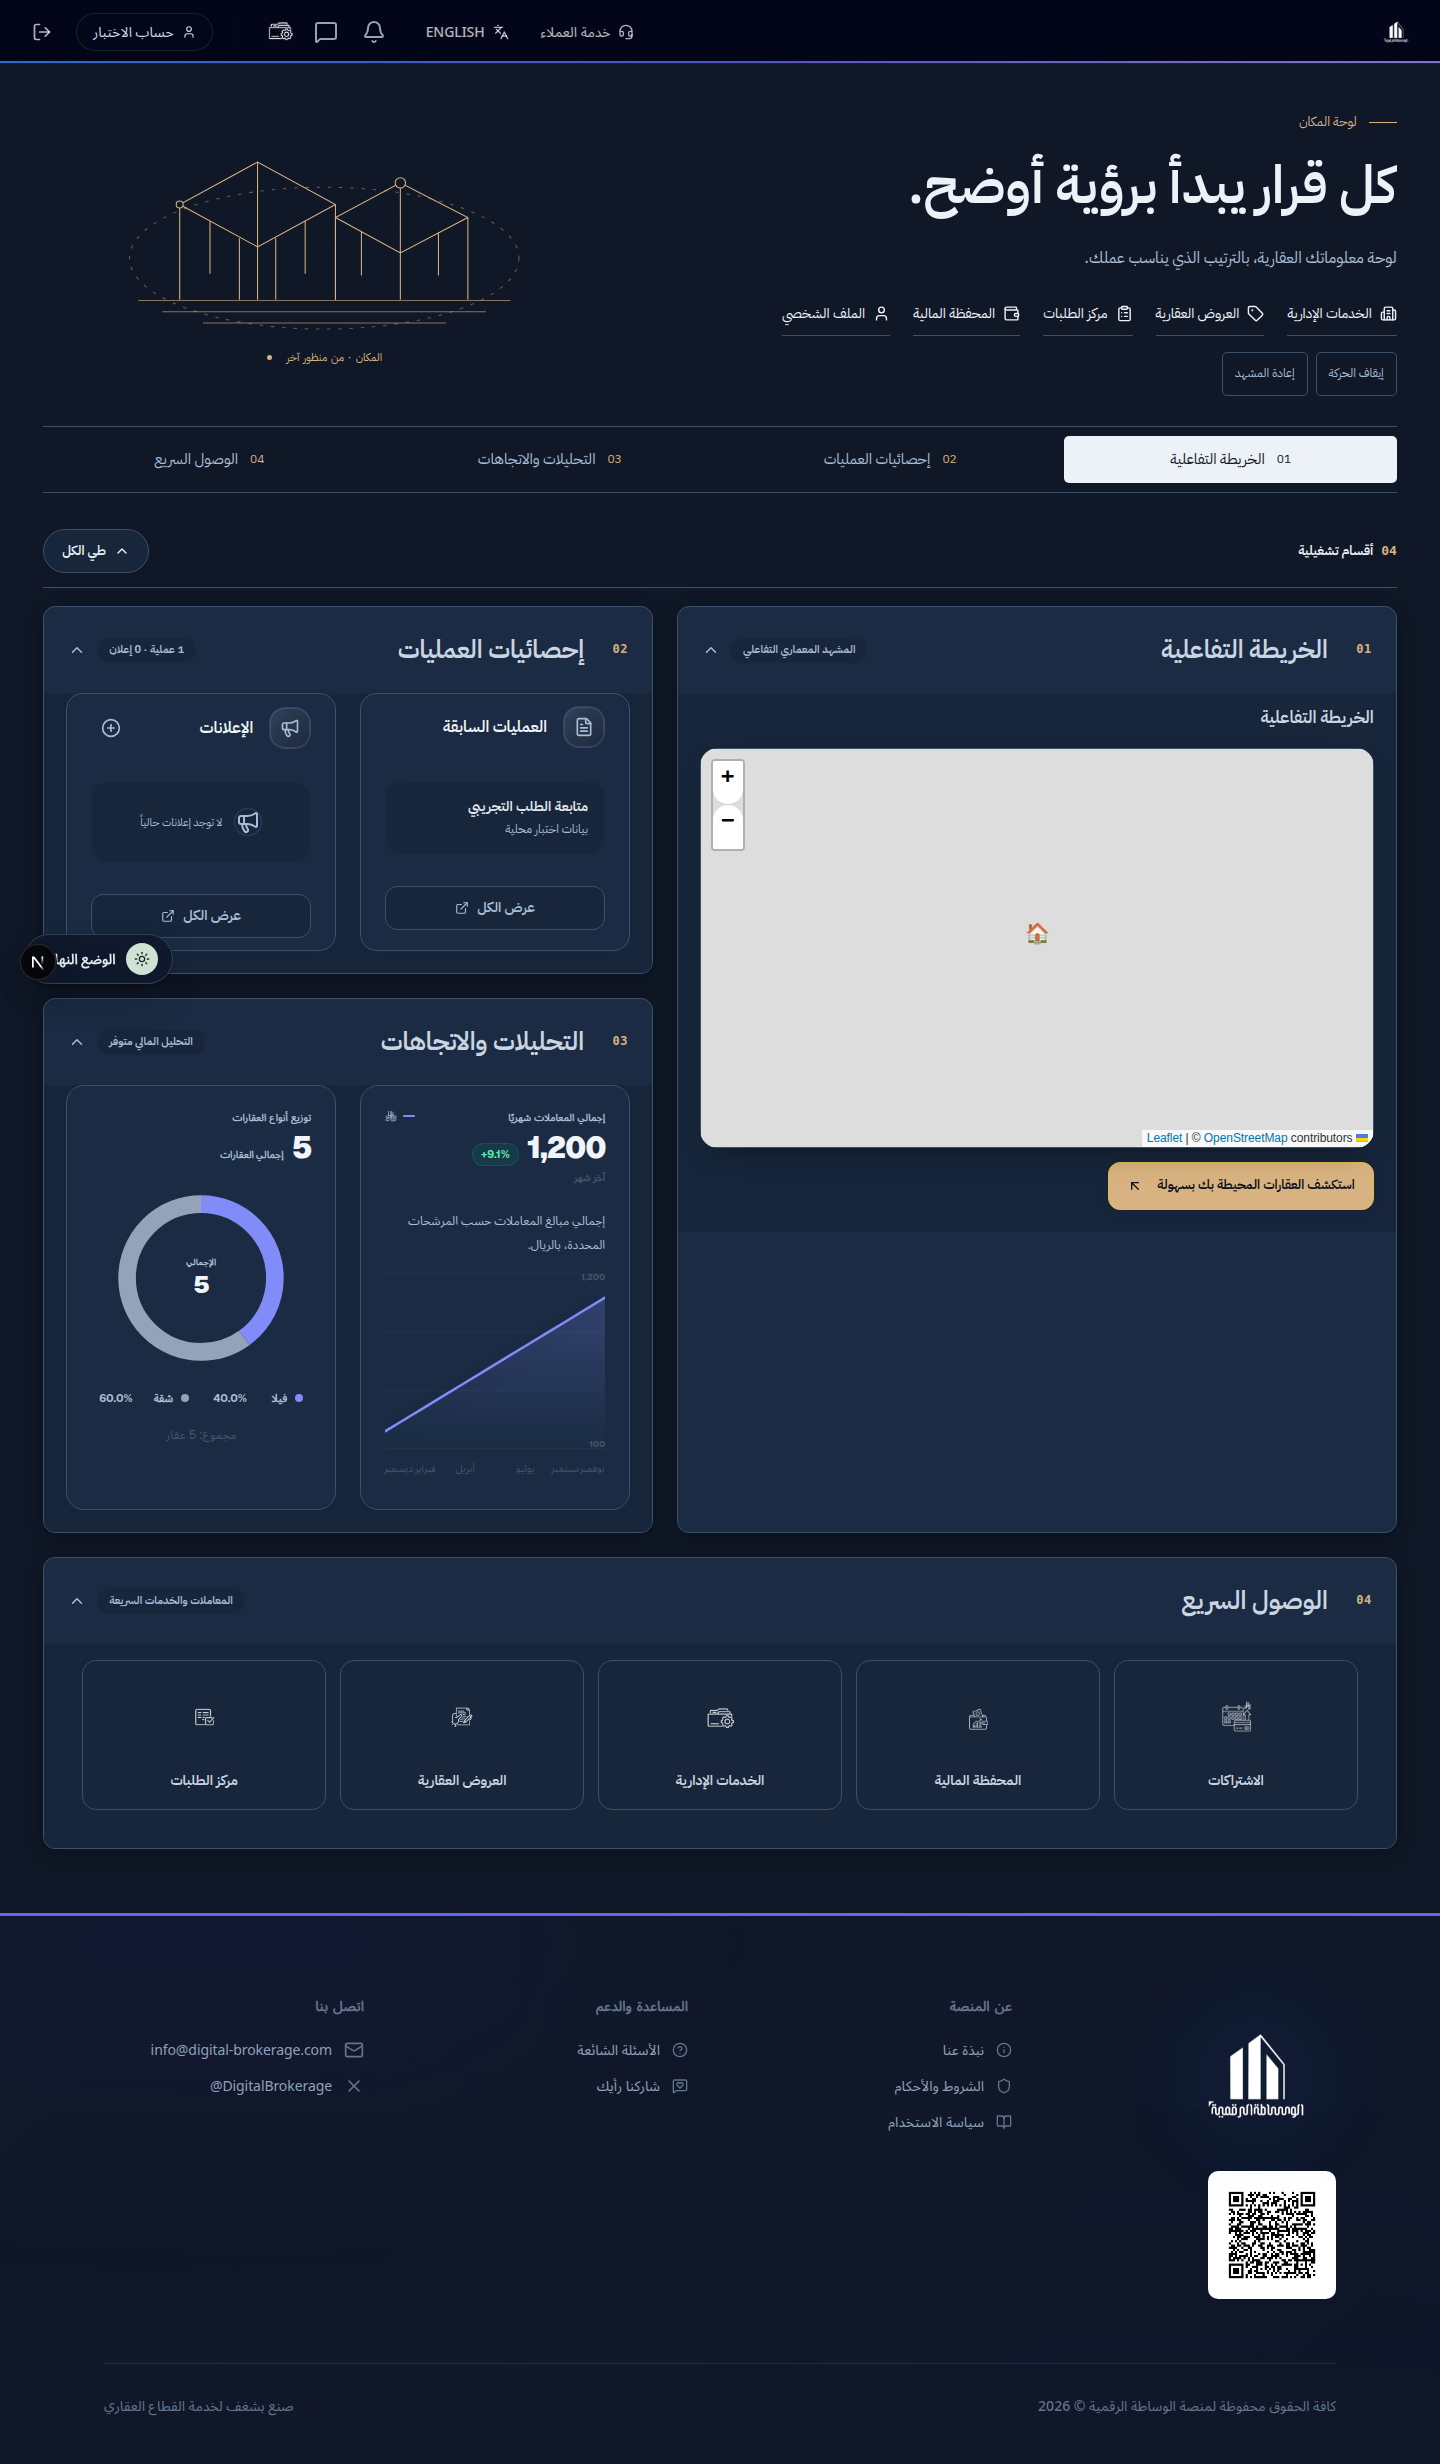 خدمة العملاء
ENGLISH
حساب الاختبار
لوحة المكان
كل قرار يبدأ برؤية أوضح.
لوحة معلوماتك العقارية، بالترتيب الذي يناسب عملك.
الخدمات الإدارية
العروض العقارية
مركز الطلبات
المحفظة المالية
الملف الشخصي
إيقاف الحركة
إعادة المشهد
المكان · من منظور آخر
01 الخريطة التفاعلية
02 إحصائيات العمليات
03 التحليلات والاتجاهات
04 الوصول السريع
04 أقسام تشغيلية
طي الكل
01 الخريطة التفاعلية
المشهد المعماري التفاعلي
الخريطة التفاعلية
+
−
Leaflet | © OpenStreetMap contributors
استكشف العقارات المحيطة بك بسهولة
02 إحصائيات العمليات
1 عملية · 0 إعلان
العمليات السابقة
متابعة الطلب التجريبي
بيانات اختبار محلية
عرض الكل
الإعلانات
لا توجد إعلانات حالياً
عرض الكل
الوضع النها
N
03 التحليلات والاتجاهات
التحليل المالي متوفر
إجمالي المعاملات شهريًا
1,200
+9.1%
آخر شهر
إجمالي مبالغ المعاملات حسب المرشحات
المحددة، بالريال.
1,200
100
نوفمبر
سبتمبر
يوليو
أبريل
فبراير
ديسمبر
توزيع أنواع العقارات
5 إجمالي العقارات
الإجمالي
5
فيلا 40.0%
شقة 60.0%
مجموع: 5 عقار
04 الوصول السريع
المعاملات والخدمات السريعة
الاشتراكات
المحفظة المالية
الخدمات الإدارية
العروض العقارية
مركز الطلبات
الوساطة الرقمية
عن المنصة
نبذة عنا
الشروط والأحكام
سياسة الاستخدام
المساعدة والدعم
الأسئلة الشائعة
شاركنا رأيك
اتصل بنا
info@digital-brokerage.com
@DigitalBrokerage
كافة الحقوق محفوظة لمنصة الوساطة الرقمية © 2026
صنع بشغف لخدمة القطاع العقاري